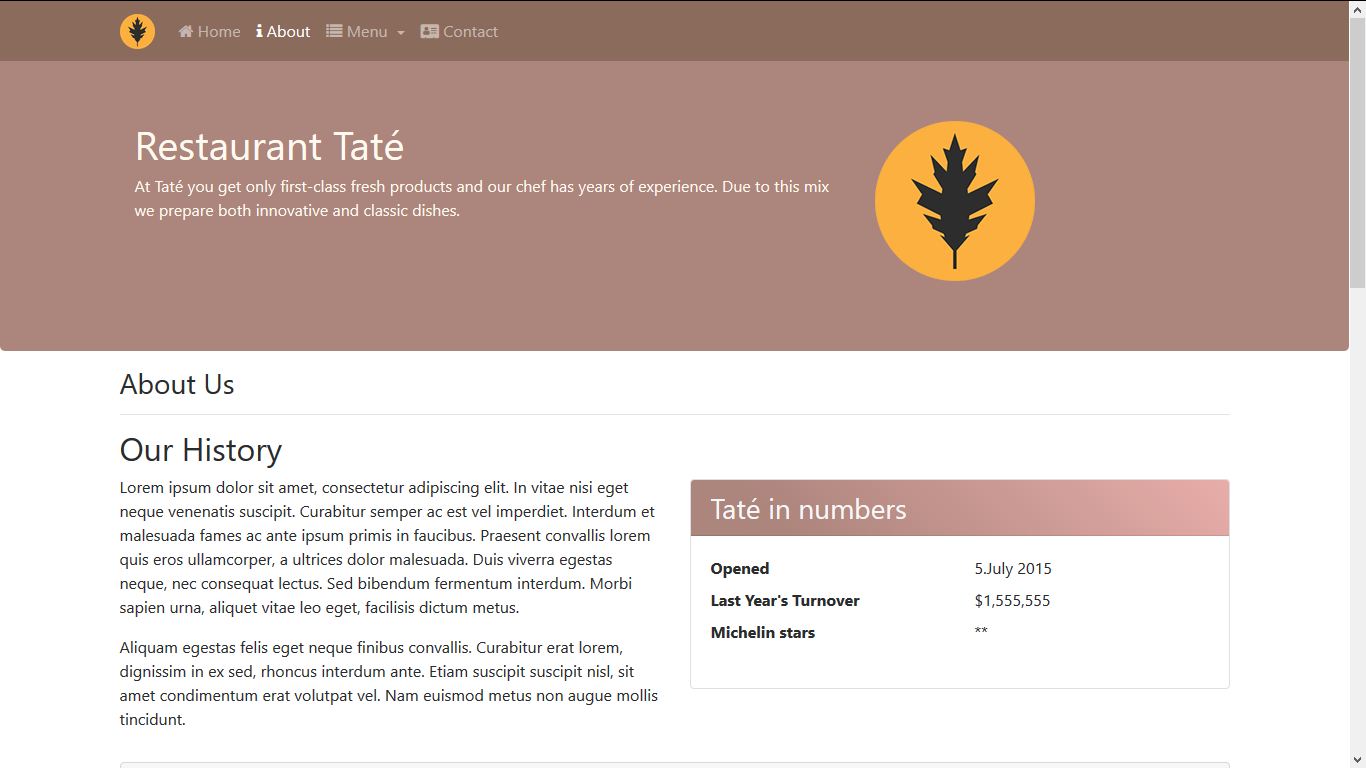 Home About Menu Contact
Restaurant Taté
At Taté you get only first-class fresh products and our chef has years of experience. Due to this mix
we prepare both innovative and classic dishes.
About Us
Our History
Lorem ipsum dolor sit amet, consectetur adipiscing elit. In vitae nisi eget
neque venenatis suscipit. Curabitur semper ac est vel imperdiet. Interdum et
malesuada fames ac ante ipsum primis in faucibus. Praesent convallis lorem
quis eros ullamcorper, a ultrices dolor malesuada. Duis viverra egestas
neque, nec consequat lectus. Sed bibendum fermentum interdum. Morbi
sapien urna, aliquet vitae leo eget, facilisis dictum metus.
Aliquam egestas felis eget neque finibus convallis. Curabitur erat lorem,
dignissim in ex sed, rhoncus interdum ante. Etiam suscipit suscipit nisl, sit
amet condimentum erat volutpat vel. Nam euismod metus non augue mollis
tincidunt.
Taté in numbers
Opened 5.July 2015
Last Year's Turnover $1,555,555
Michelin stars **